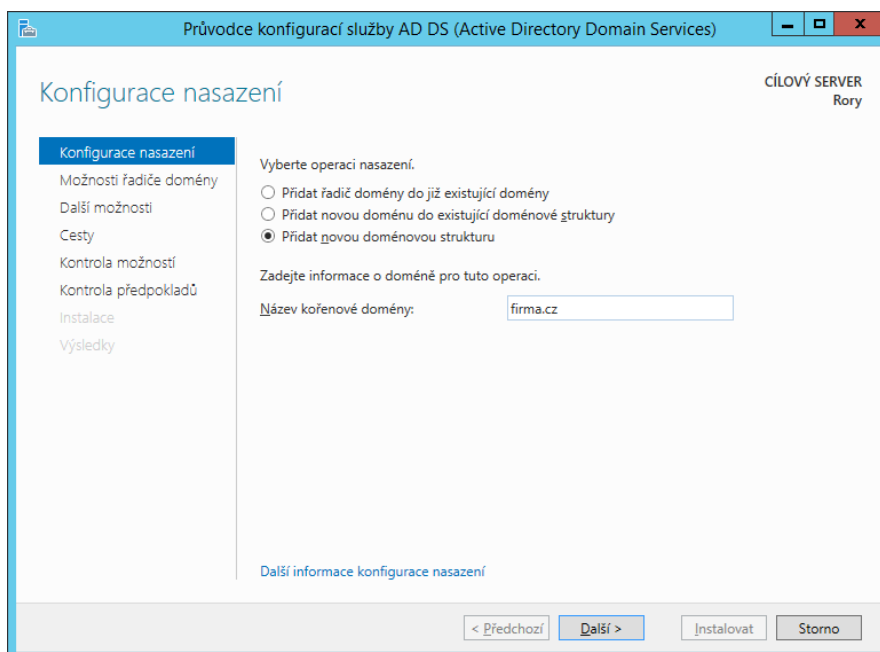 Průvodce konfigurací služby AD DS (Active Directory Domain Services)
Konfigurace nasazení
CÍLOVÝ SERVER
Rory
Konfigurace nasazení
Možnosti řadiče domény
Další možnosti
Cesty
Kontrola možností
Kontrola předpokladů
Instalace
Výsledky
Vyberte operaci nasazení.
Přidat řadič domény do již existující domény
Přidat novou doménu do existující doménové struktury
Přidat novou doménovou strukturu
Zadejte informace o doméně pro tuto operaci.
Název kořenové domény: firma.cz
Další informace konfigurace nasazení
< Předchozí Další > Instalovat Storno